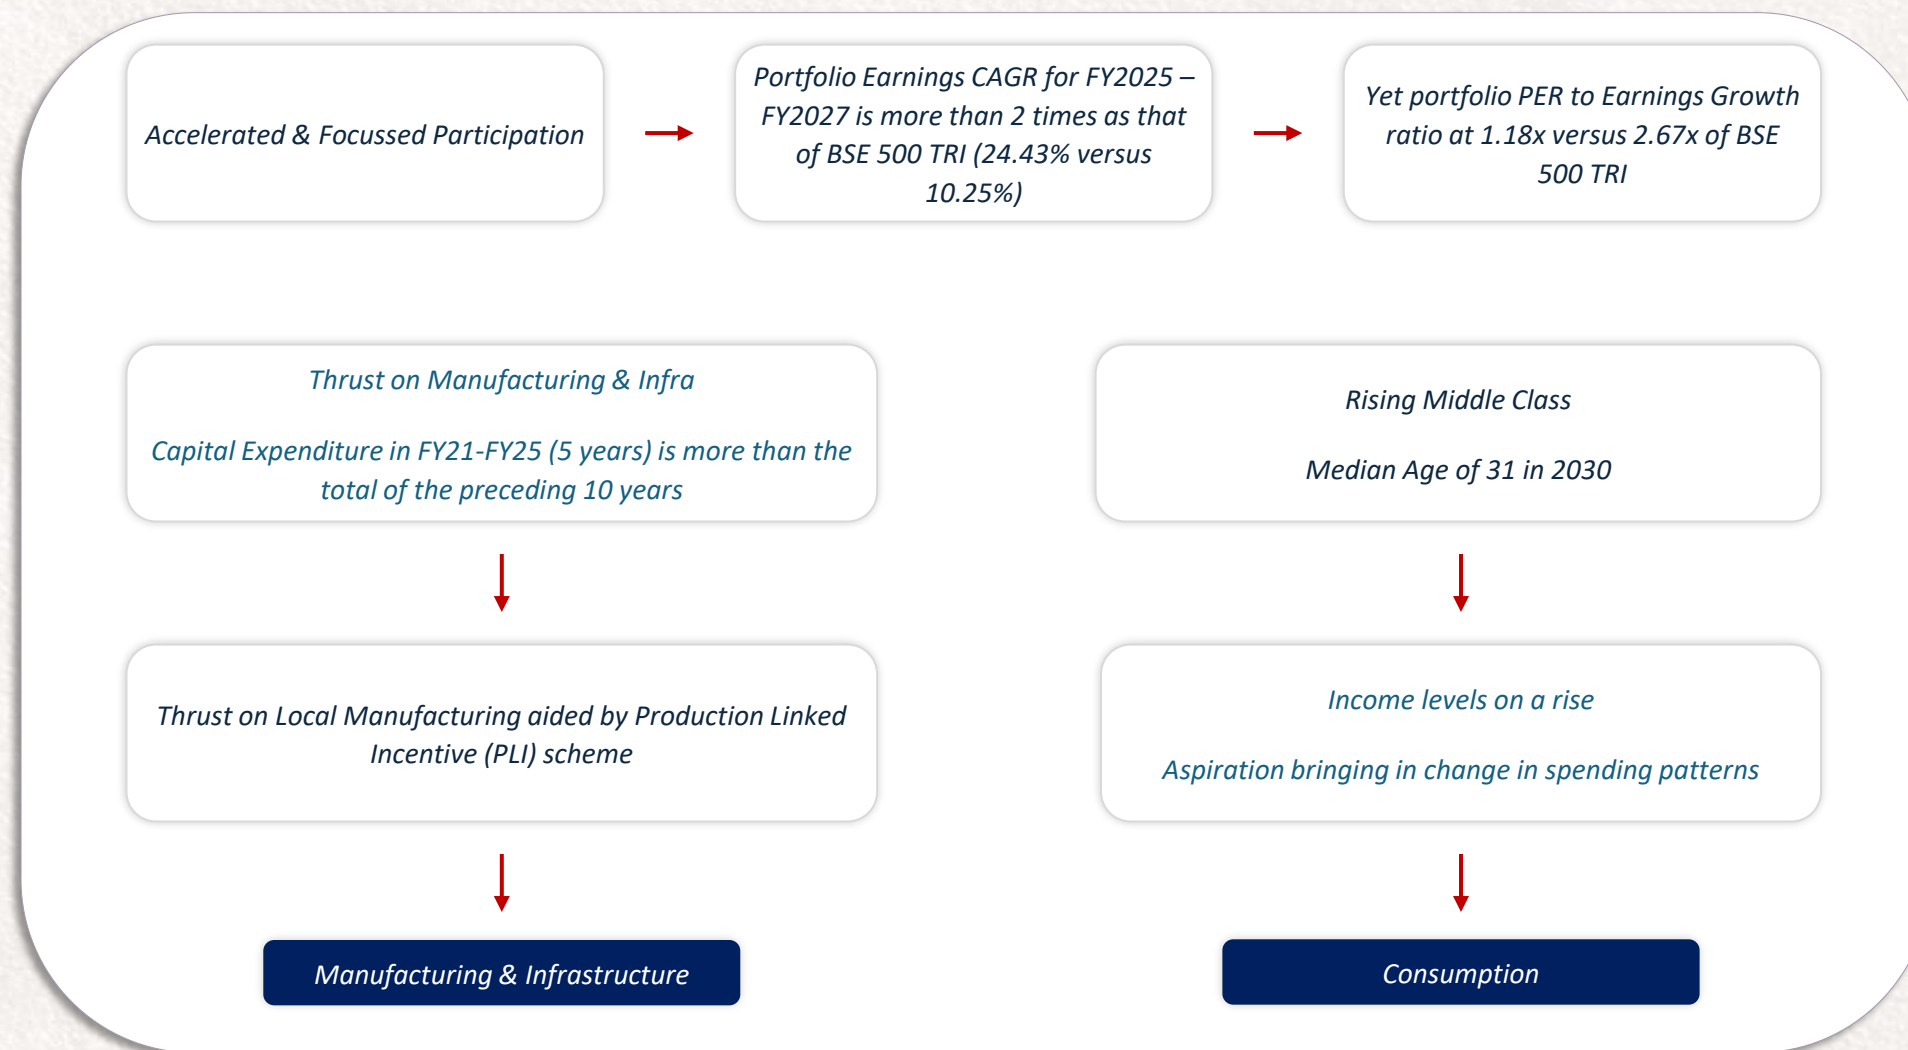 Accelerated & Focussed Participation
Portfolio Earnings CAGR for FY2025 –
FY2027 is more than 2 times as that
of BSE 500 TRI (24.43% versus
10.25%)
Yet portfolio PER to Earnings Growth
ratio at 1.18x versus 2.67x of BSE
500 TRI
Thrust on Manufacturing & Infra
Capital Expenditure in FY21-FY25 (5 years) is more than the
total of the preceding 10 years
Thrust on Local Manufacturing aided by Production Linked
Incentive (PLI) scheme
Manufacturing & Infrastructure
Rising Middle Class
Median Age of 31 in 2030
Income levels on a rise
Aspiration bringing in change in spending patterns
Consumption